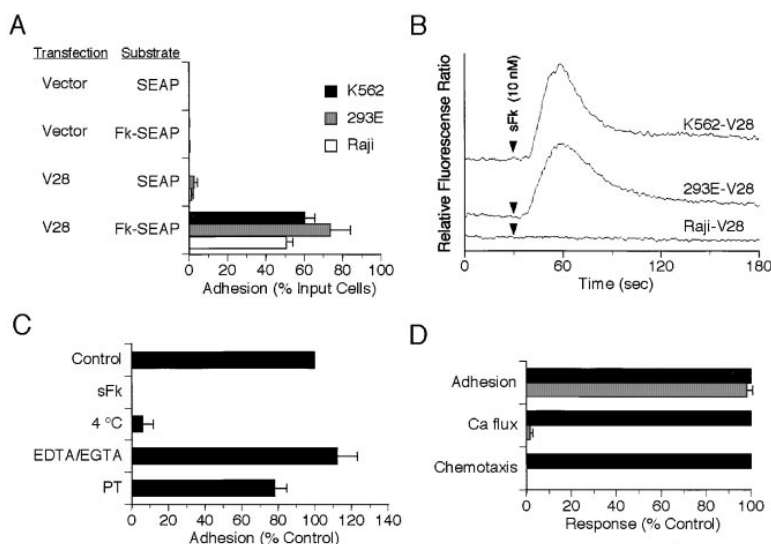 A
Transfection Substrate
Vector SEAP
Vector Fk-SEAP
V28 SEAP
V28 Fk-SEAP
K562
293E
Raji
0 20 40 60 80 100
Adhesion (% Input Cells)
B
Relative Fluorescense Ratio
sFk (10 nM)
K562-V28
293E-V28
Raji-V28
0 60 120 180
Time (sec)
C
Control
sFk
4 °C
EDTA/EGTA
PT
0 20 40 60 80 100 120 140
Adhesion (% Control)
D
Adhesion
Ca flux
Chemotaxis
0 20 40 60 80 100
Response (% Control)